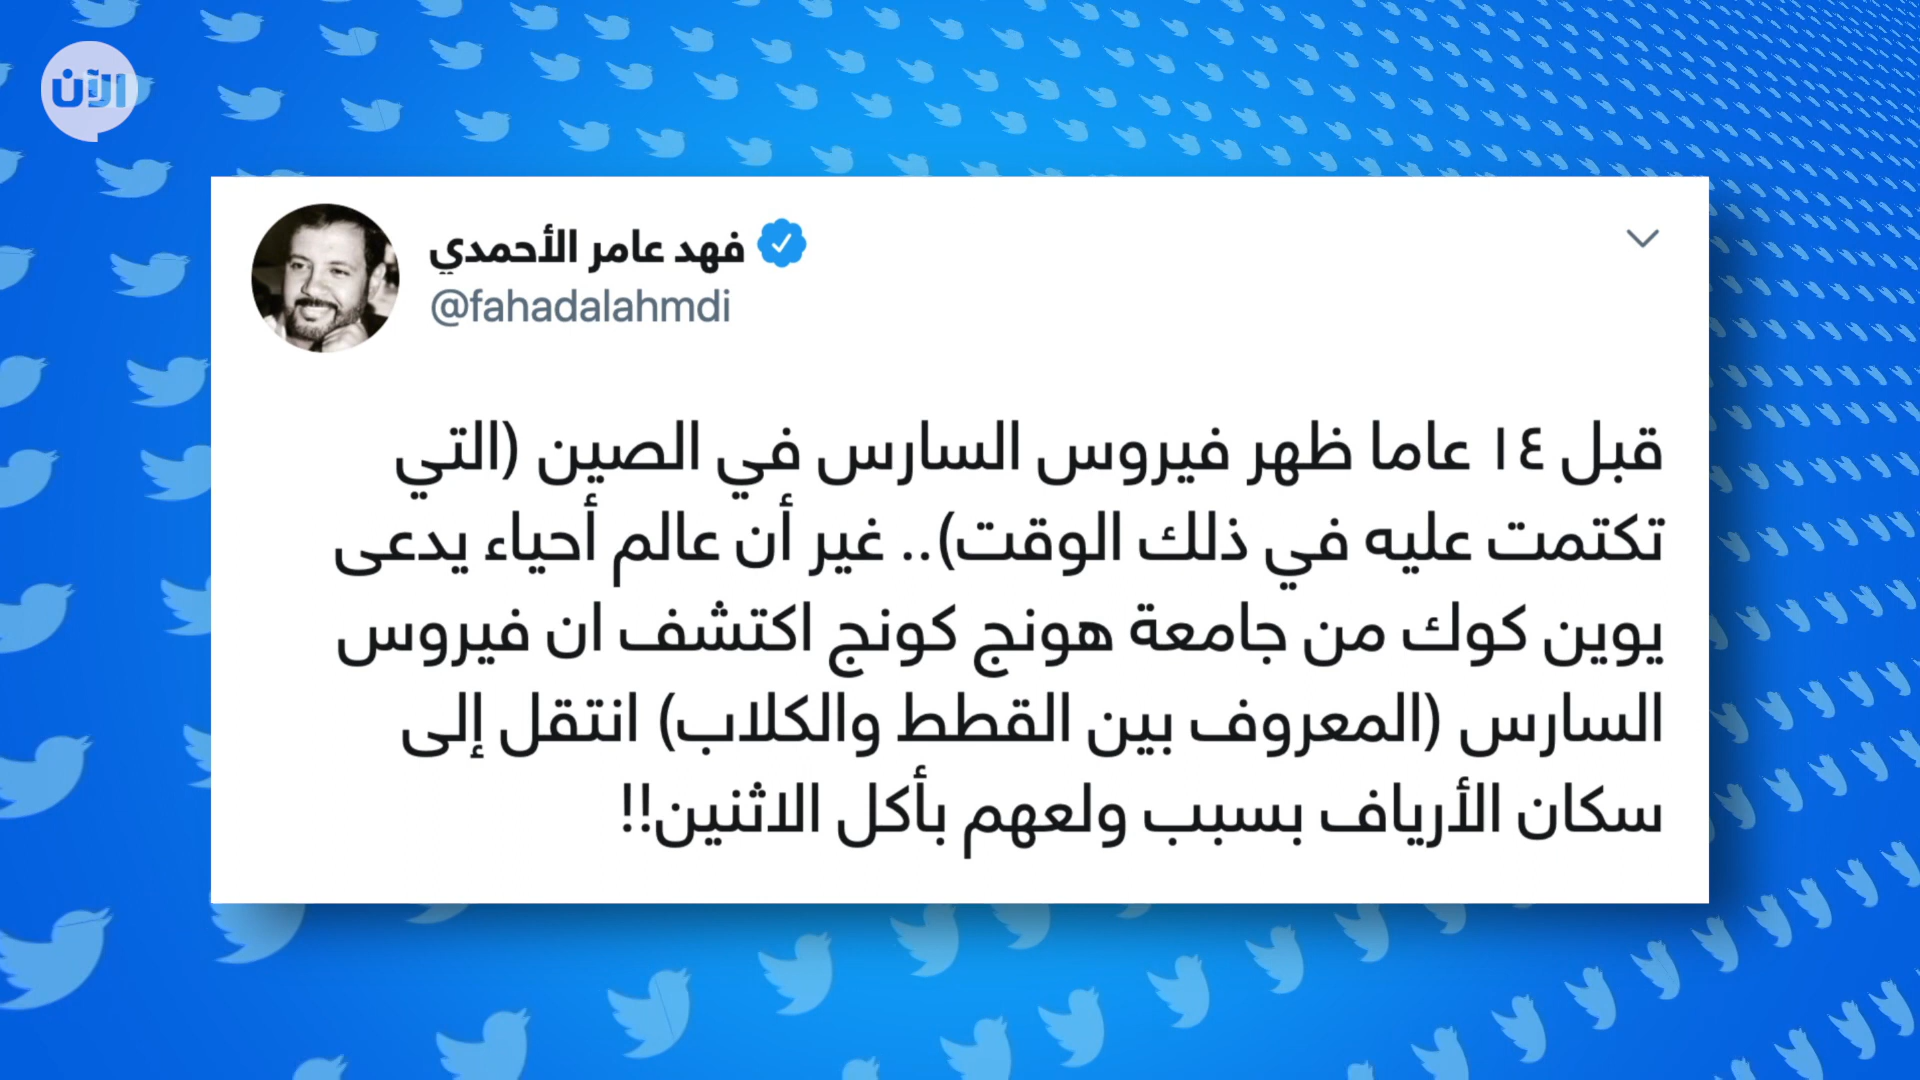 الآن
فهد عامر الأحمدي
@fahadalahmdi
قبل ١٤ عاما ظهر فيروس السارس في الصين (التي
تكتمت عليه في ذلك الوقت).. غير أن عالم أحياء يدعى
يوين كوك من جامعة هونج كونج اكتشف ان فيروس
السارس (المعروف بين القطط والكلاب) انتقل إلى
سكان الأرياف بسبب ولعهم بأكل الاثنين!!